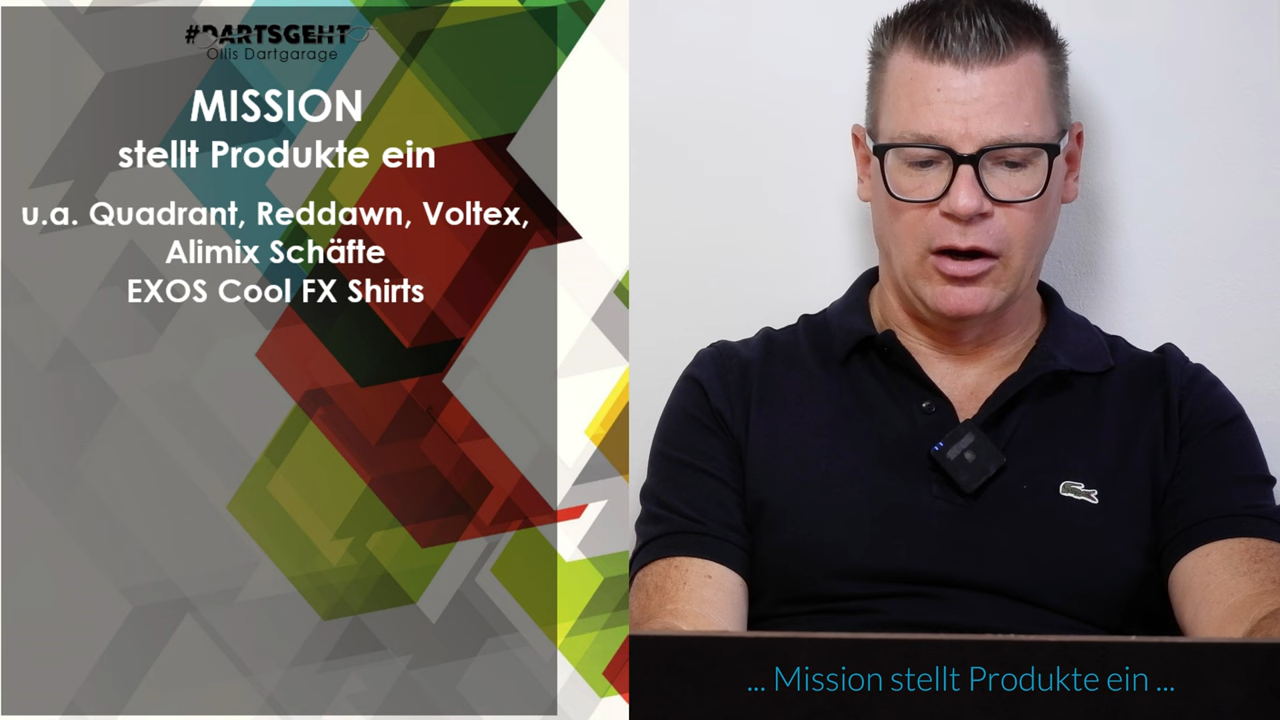 #DARTSGEHT
Ollis Dartgarage
MISSION
stellt Produkte ein
u.a. Quadrant, Reddawn, Voltex,
Alimix Schäfte
EXOS Cool FX Shirts
... Mission stellt Produkte ein ...